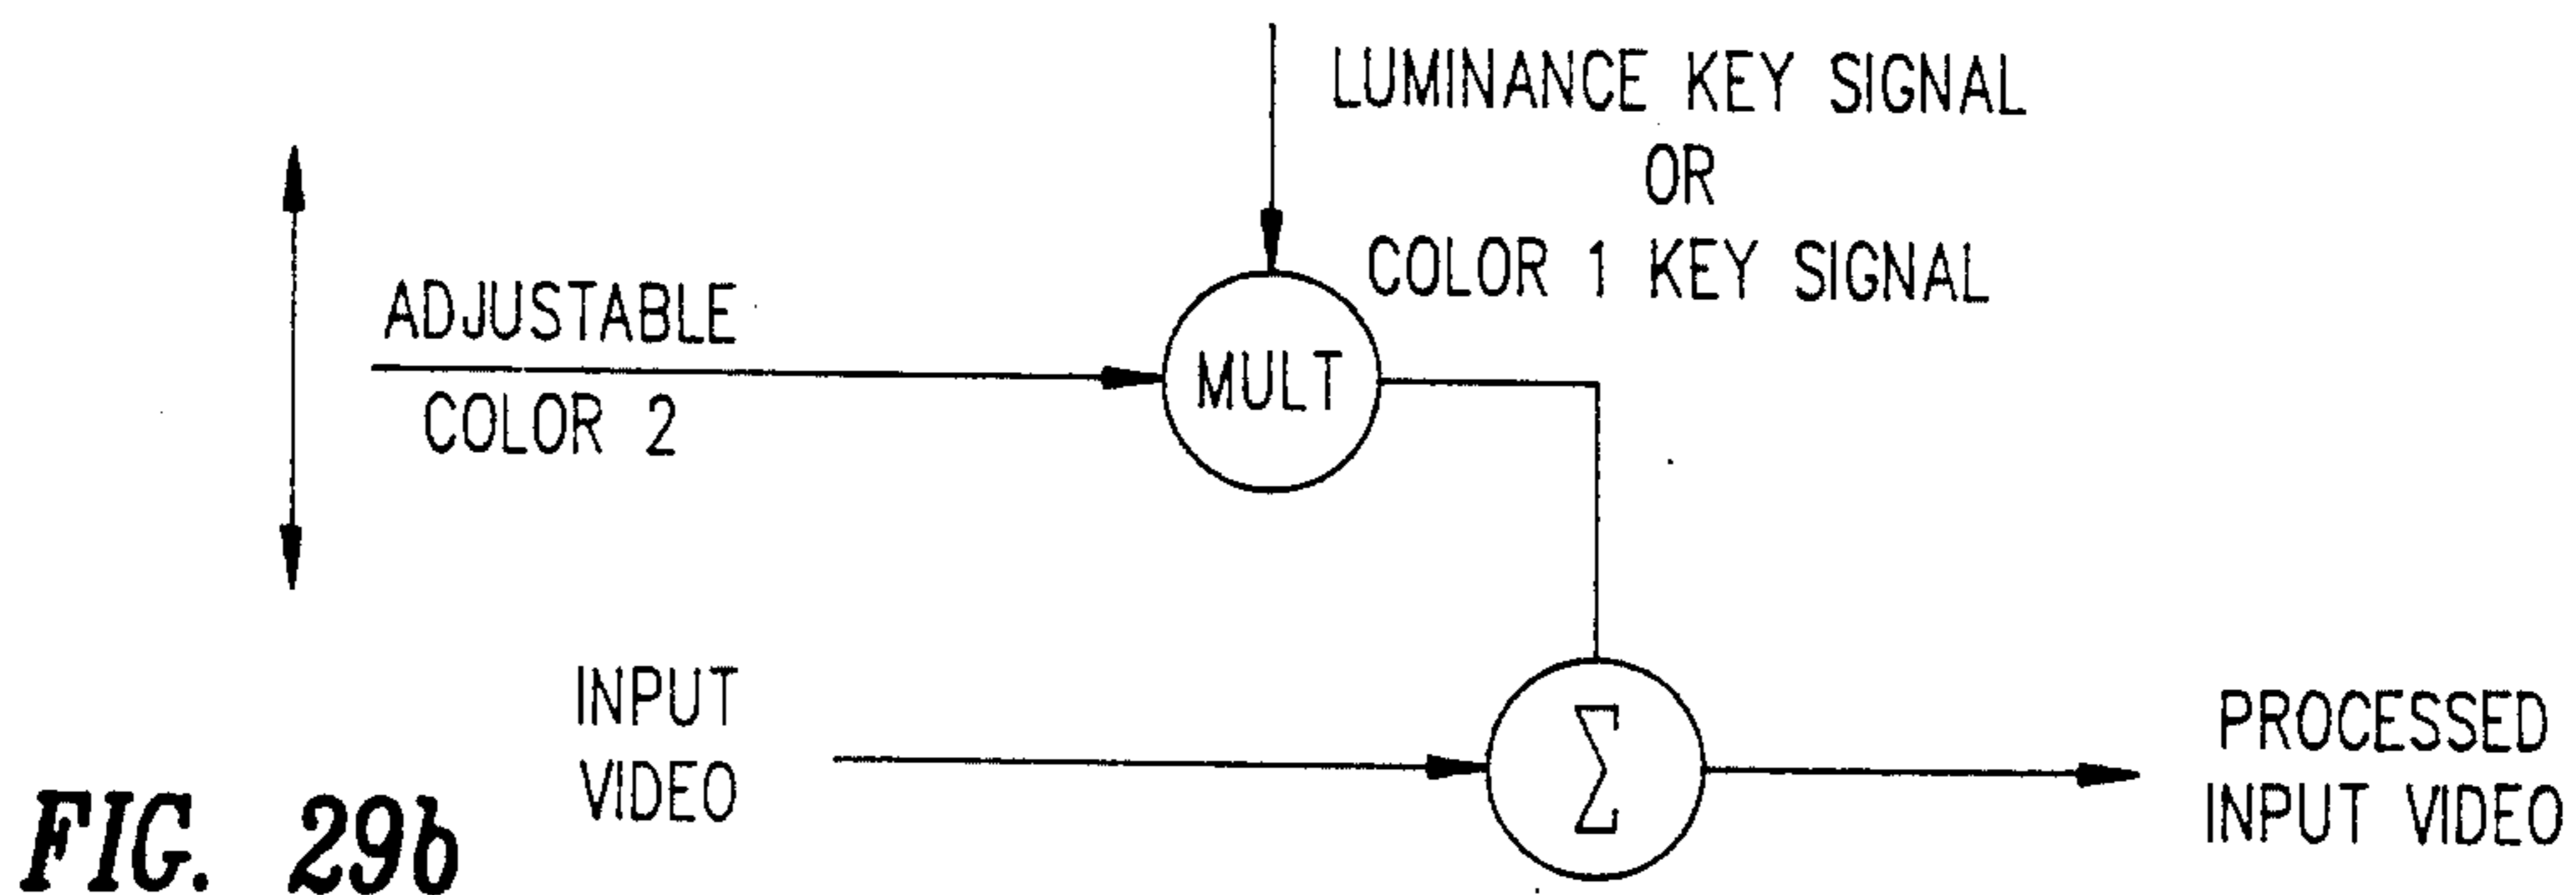 LUMINANCE KEY SIGNAL
OR
COLOR 1 KEY SIGNAL
ADJUSTABLE
COLOR 2
MULT
INPUT
VIDEO
Σ
PROCESSED
INPUT VIDEO
FIG. 29b